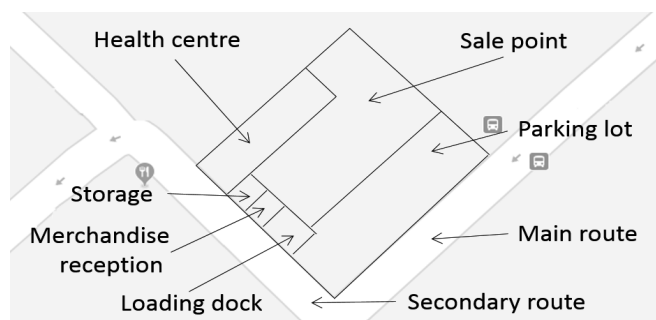 Health centre
Sale point
Parking lot
Storage
Merchandise
reception
Main route
Loading dock
Secondary route